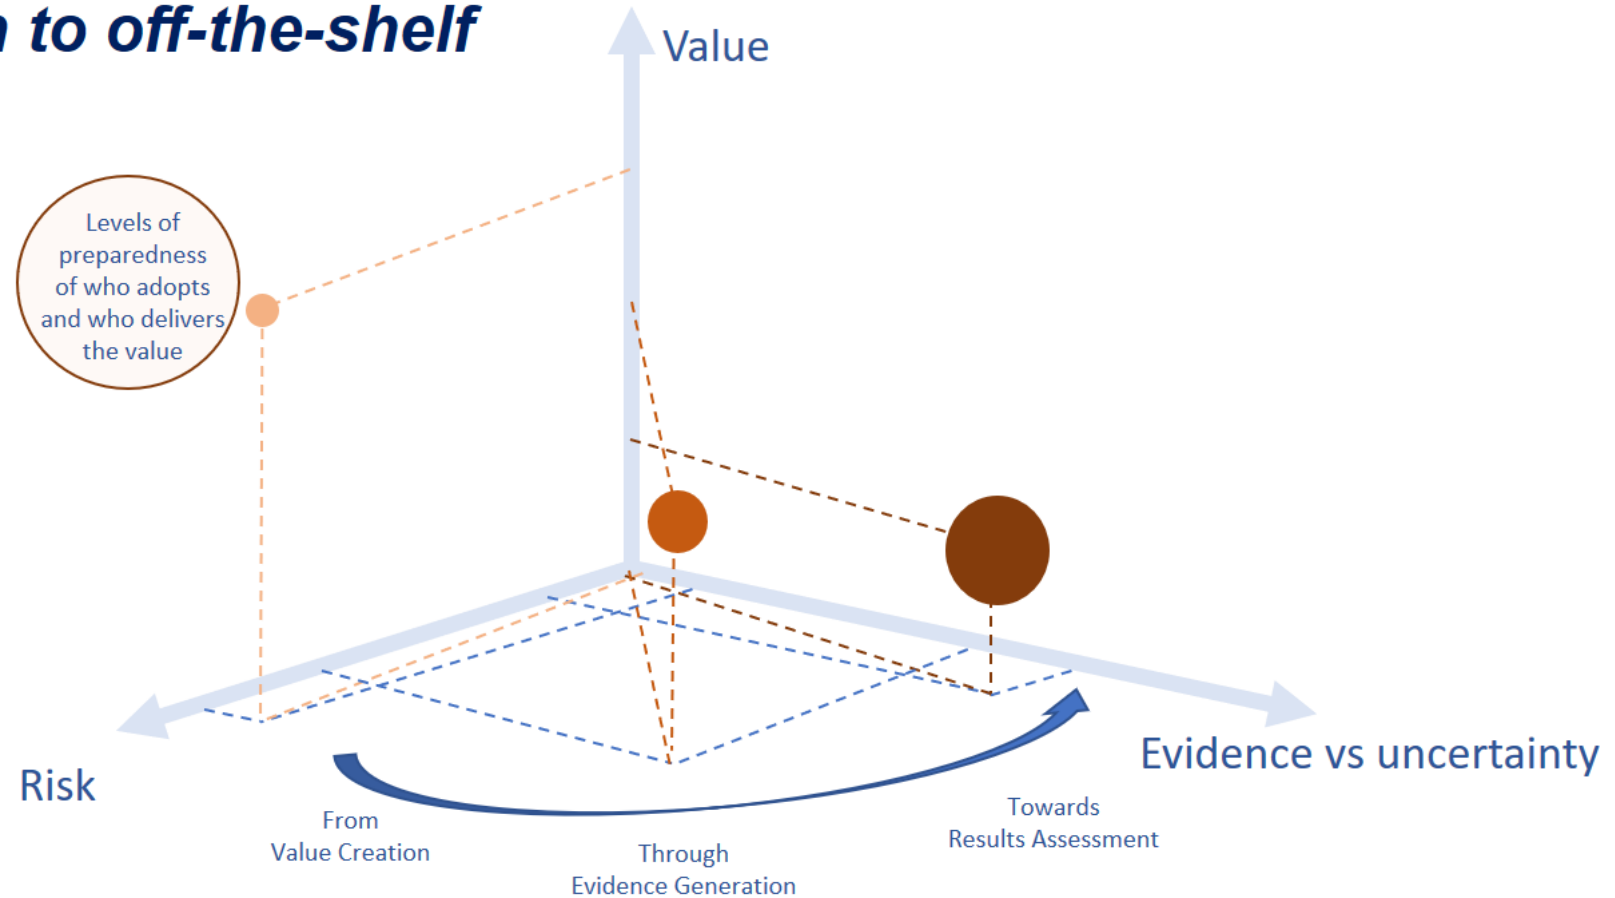 to off-the-shelf
Value
Levels of
preparedness
of who adopts
and who delivers
the value
Risk
Evidence vs uncertainty
From
Value Creation
Through
Evidence Generation
Towards
Results Assessment